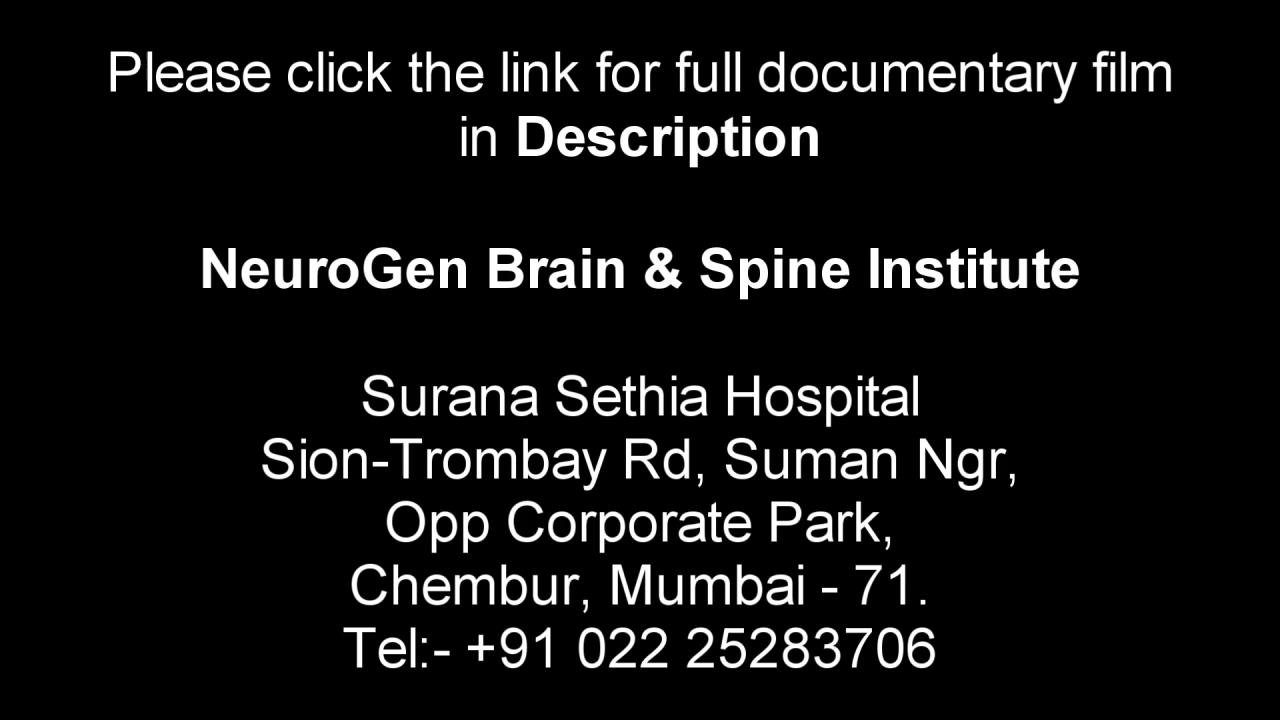 Please click the link for full documentary film
in Description
NeuroGen Brain & Spine Institute
Surana Sethia Hospital
Sion-Trombay Rd, Suman Ngr,
Opp Corporate Park,
Chembur, Mumbai - 71.
Tel:- +91 022 25283706